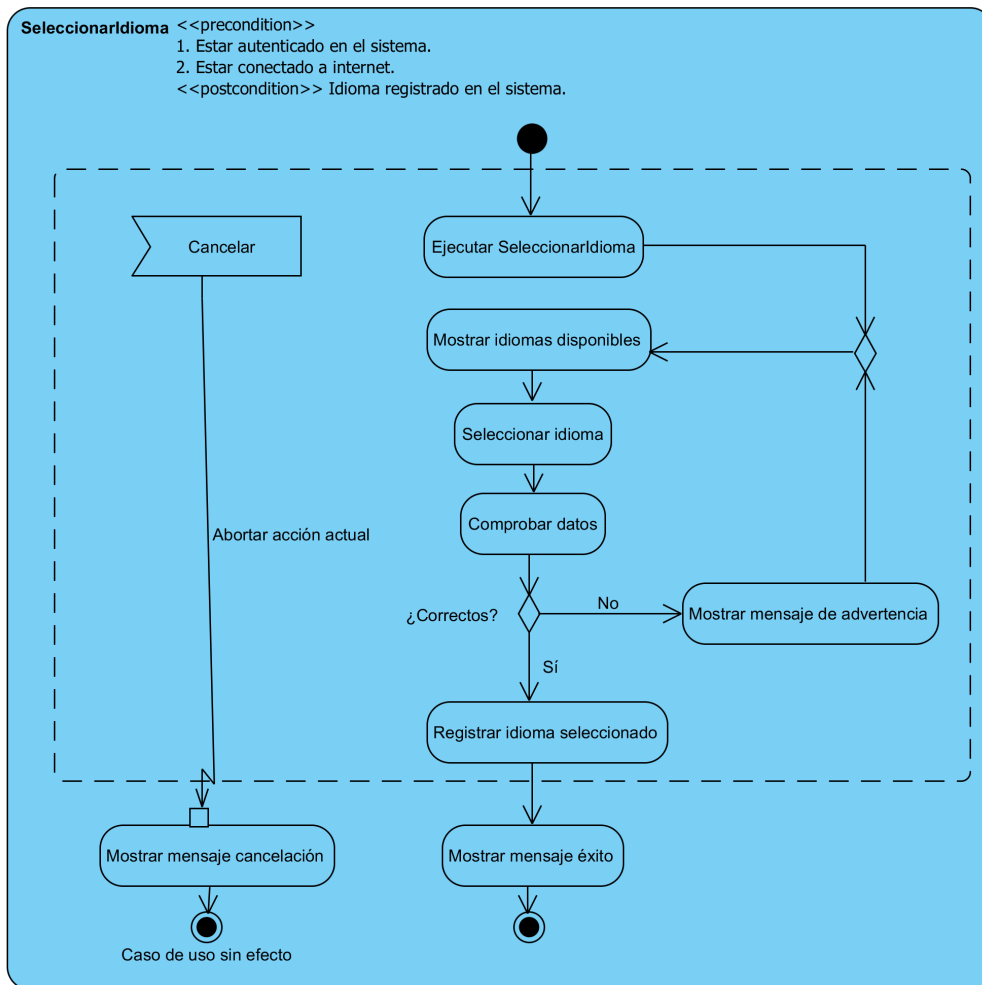 SeleccionarIdioma <<precondition>>
1. Estar autenticado en el sistema.
2. Estar conectado a internet.
<<postcondition>> Idioma registrado en el sistema.
Cancelar
Ejecutar SeleccionarIdioma
Mostrar idiomas disponibles
Seleccionar idioma
Comprobar datos
Abortar acción actual
¿Correctos?
No
Mostrar mensaje de advertencia
Sí
Registrar idioma seleccionado
Mostrar mensaje cancelación
Mostrar mensaje éxito
Caso de uso sin efecto